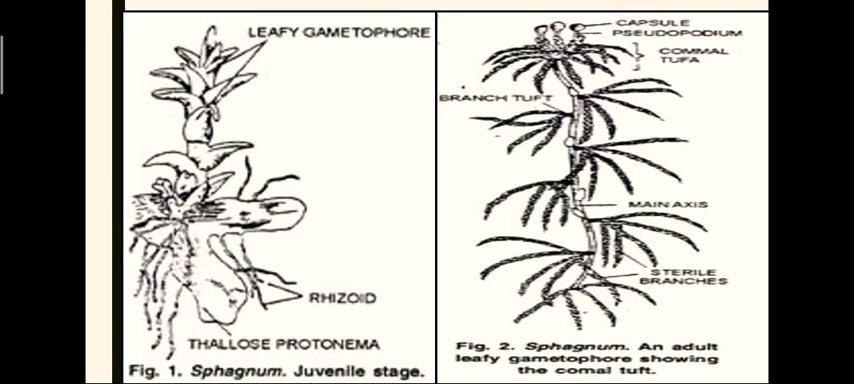 LEAFY GAMETOPHORE
RHIZOID
THALLOSE PROTONEMA
Fig. 1. Sphagnum. Juvenile stage.
CAPSULE
PSEUDOPODIUM
COMMAL
TUFA
BRANCH TUFT
MAIN AXIS
STERILE
BRANCHES
Fig. 2. Sphagnum. An adult
leafy gametophore showing
the comal tuft.